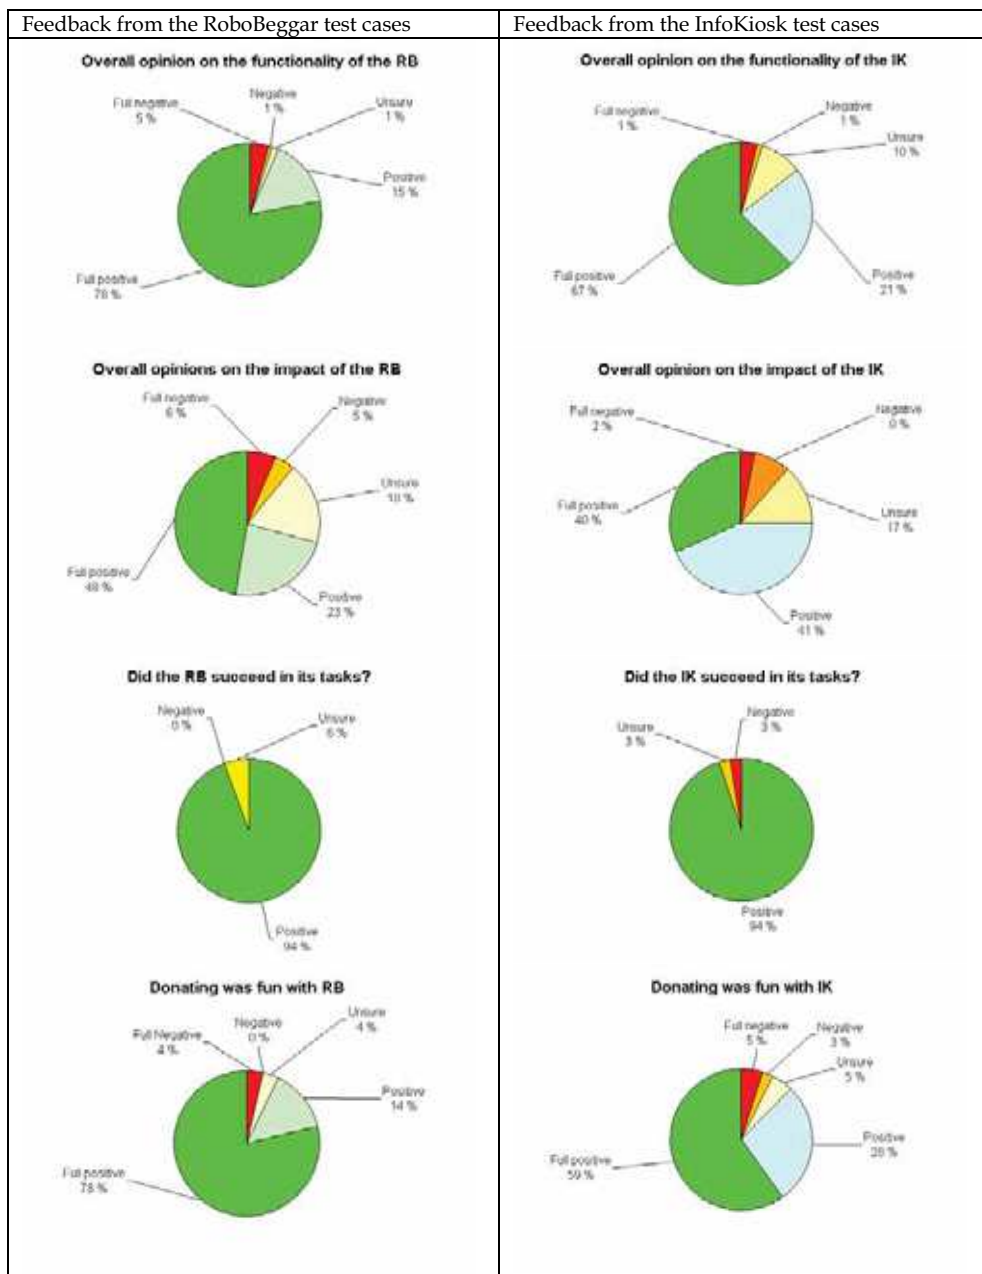 Feedback from the RoboBeggar test cases
Overall opinion on the functionality of the RB
Full negative
5 %
Negative
1 %
Unsure
1 %
Positive
15 %
Full positive
78 %
Overall opinions on the impact of the RB
Full negative
6 %
Negative
5 %
Unsure
18 %
Positive
23 %
Full positive
48 %
Did the RB succeed in its tasks?
Negative
0 %
Unsure
6 %
Positive
94 %
Donating was fun with RB
Full Negative
4 %
Negative
0 %
Unsure
4 %
Positive
14 %
Full positive
78 %
Feedback from the InfoKiosk test cases
Overall opinion on the functionality of the IK
Full negative
1 %
Negative
1 %
Unsure
10 %
Positive
21 %
Full positive
67 %
Overall opinion on the impact of the IK
Full negative
2 %
Negative
0 %
Unsure
17 %
Positive
41 %
Full positive
40 %
Did the IK succeed in its tasks?
Unsure
3 %
Negative
3 %
Positive
94 %
Donating was fun with IK
Full negative
5 %
Negative
3 %
Unsure
5 %
Positive
28 %
Full positive
59 %